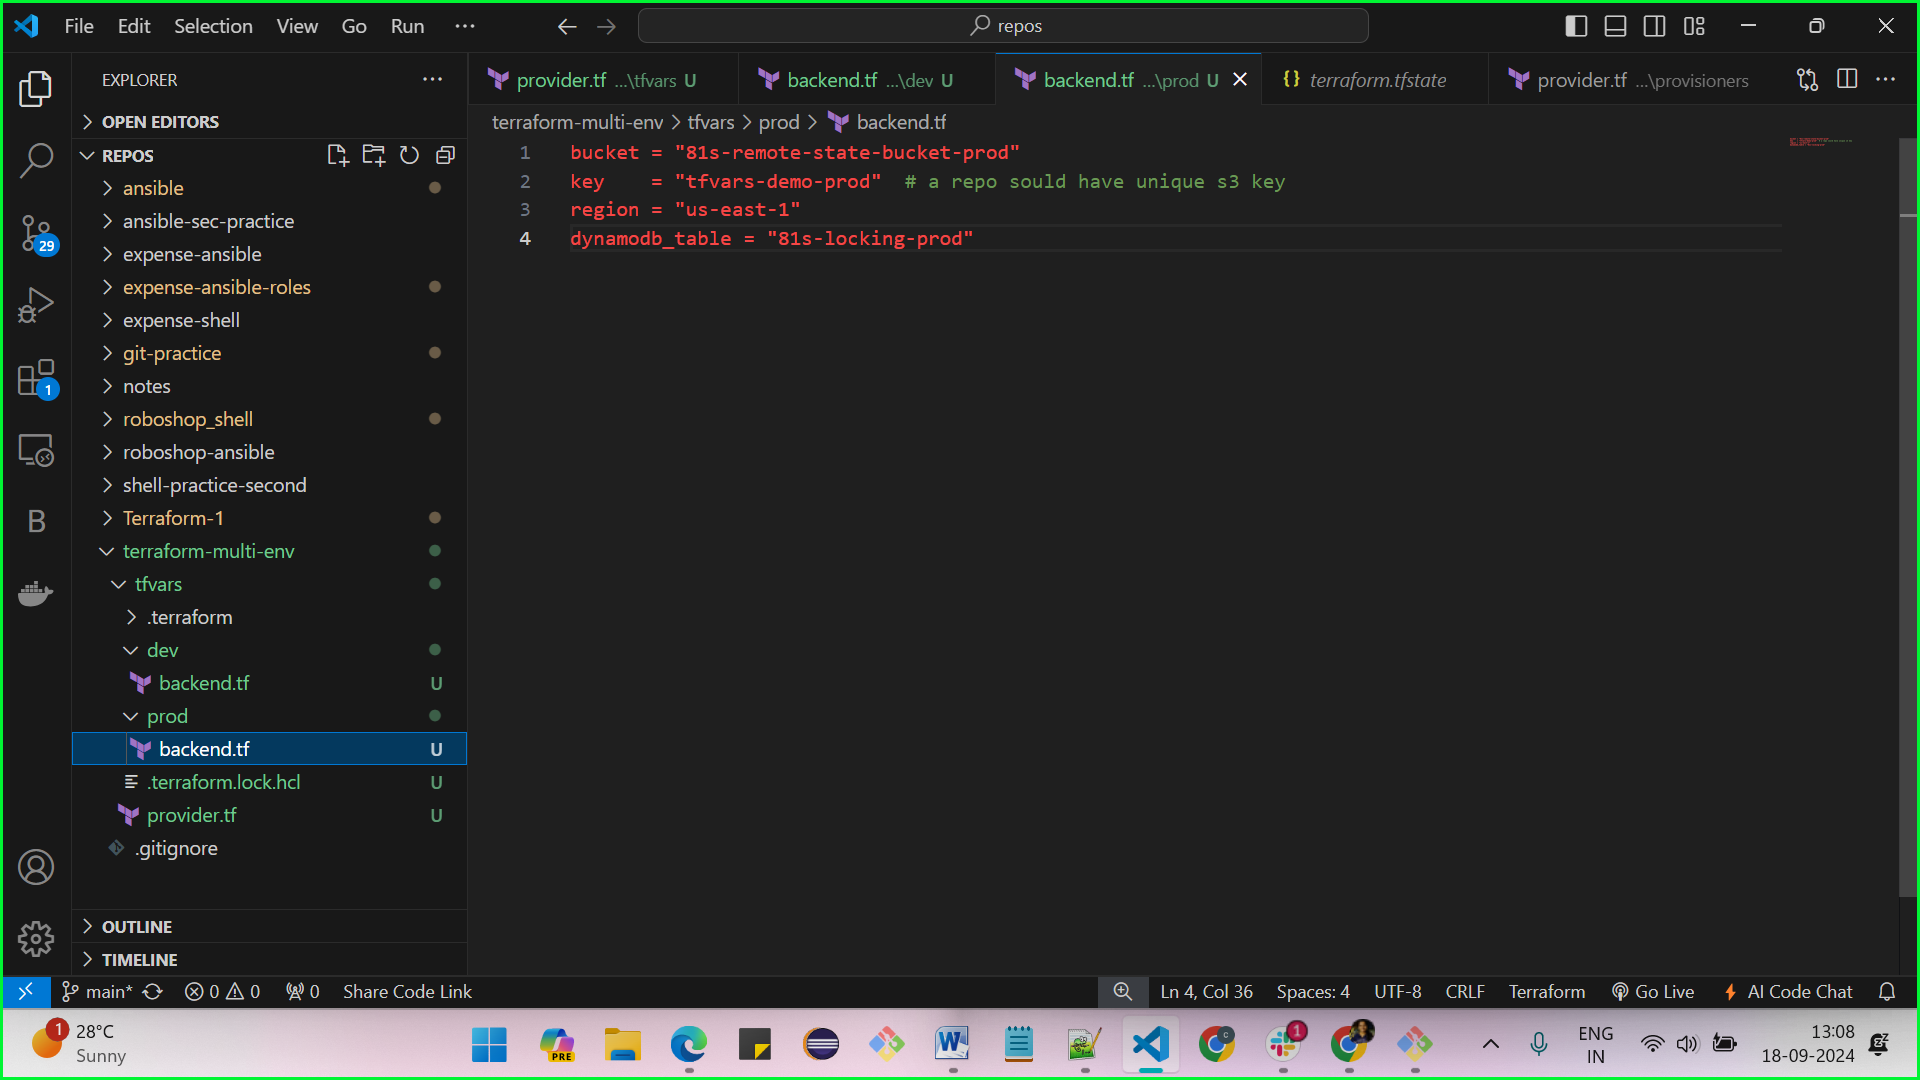 File Edit Selection View Go Run ···
repos
EXPLORER
OPEN EDITORS
REPOS
ansible
ansible-sec-practice
expense-ansible
expense-ansible-roles
expense-shell
git-practice
notes
roboshop_shell
roboshop-ansible
shell-practice-second
Terraform-1
terraform-multi-env
tfvars
.terraform
dev
backend.tf U
prod
backend.tf U
.terraform.lock.hcl U
provider.tf U
.gitignore
OUTLINE
TIMELINE
29
1
B
provider.tf ...\tfvars U
backend.tf ...\dev U
backend.tf ...\prod U
{} terraform.tfstate
provider.tf ...\provisioners
terraform-multi-env > tfvars > prod > backend.tf
1 bucket = "81s-remote-state-bucket-prod"
2 key    = "tfvars-demo-prod"  # a repo sould have unique s3 key
3 region = "us-east-1"
4 dynamodb_table = "81s-locking-prod"
main* 0 0 0 Share Code Link Ln 4, Col 36 Spaces: 4 UTF-8 CRLF Terraform Go Live AI Code Chat
1 28°C
Sunny
PRE
W
c
1
ENG
IN
13:08
18-09-2024